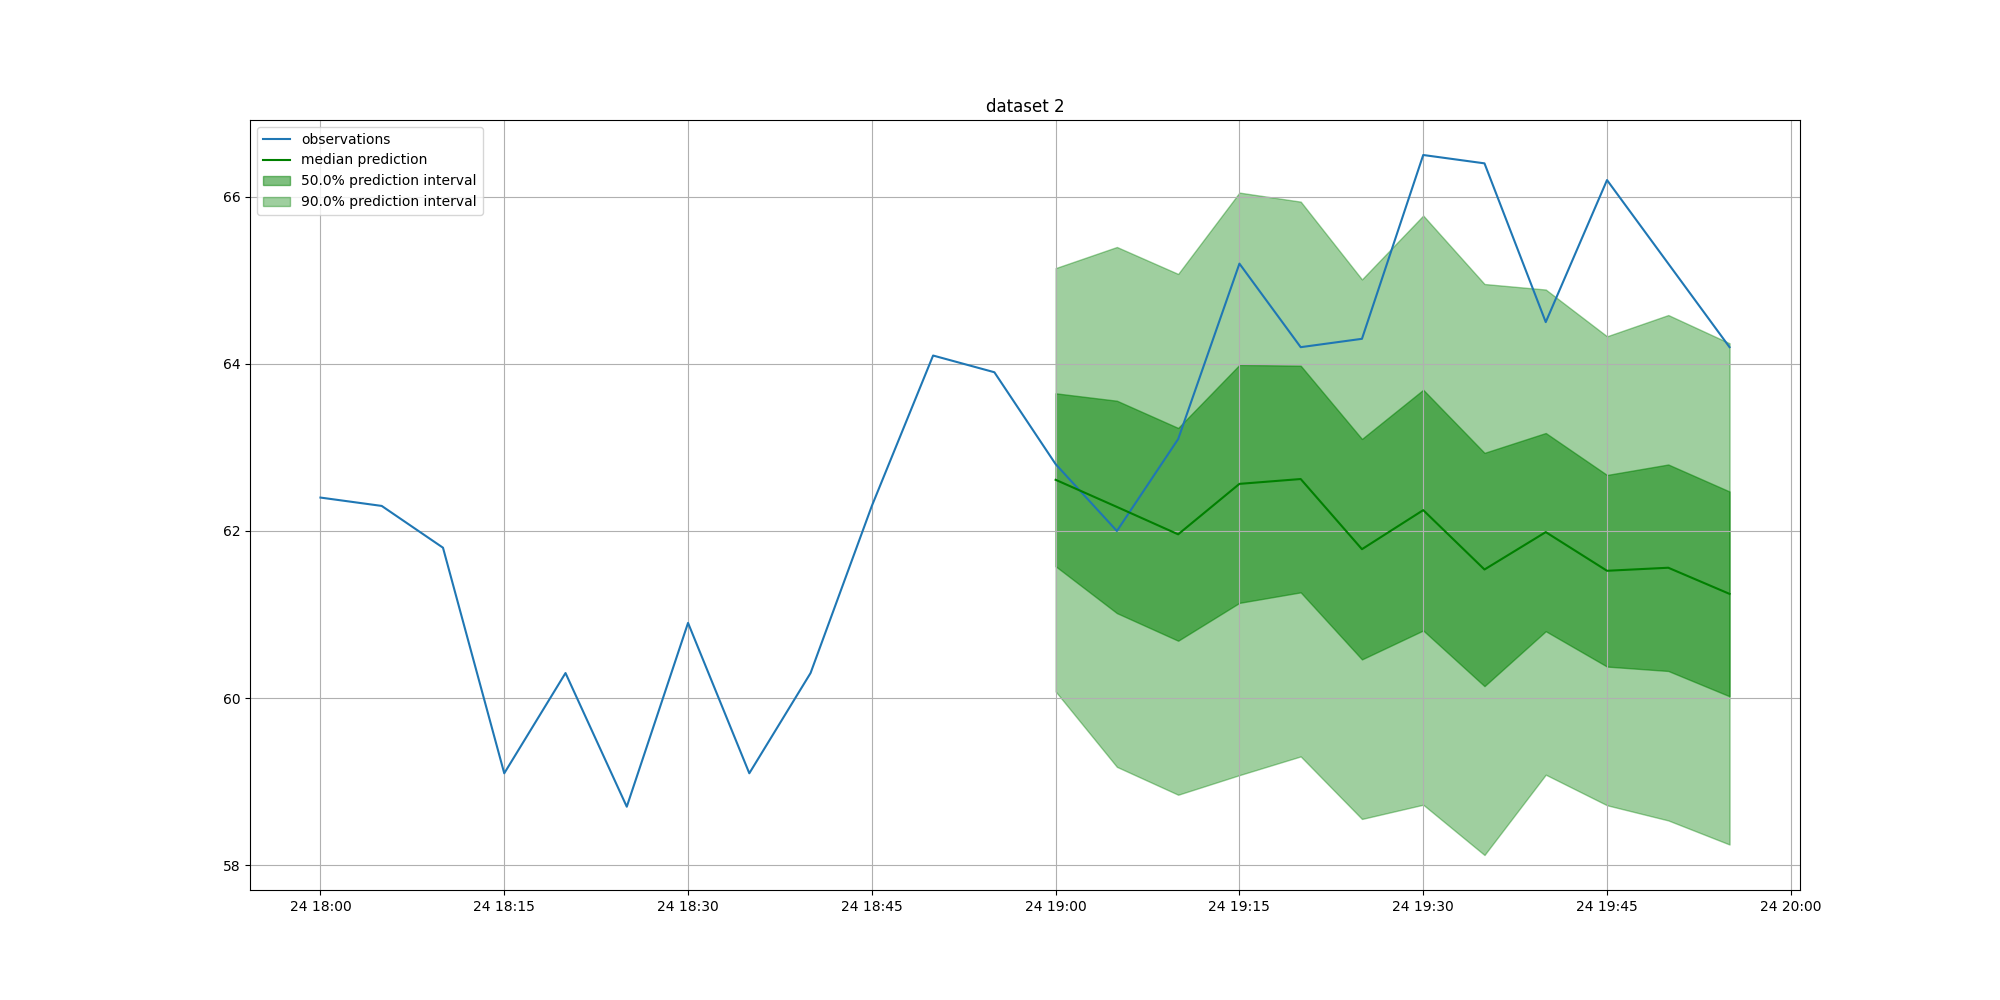 dataset 2
observations
median prediction
50.0% prediction interval
90.0% prediction interval
66
64
62
60
58
24 18:00
24 18:15
24 18:30
24 18:45
24 19:00
24 19:15
24 19:30
24 19:45
24 20:00